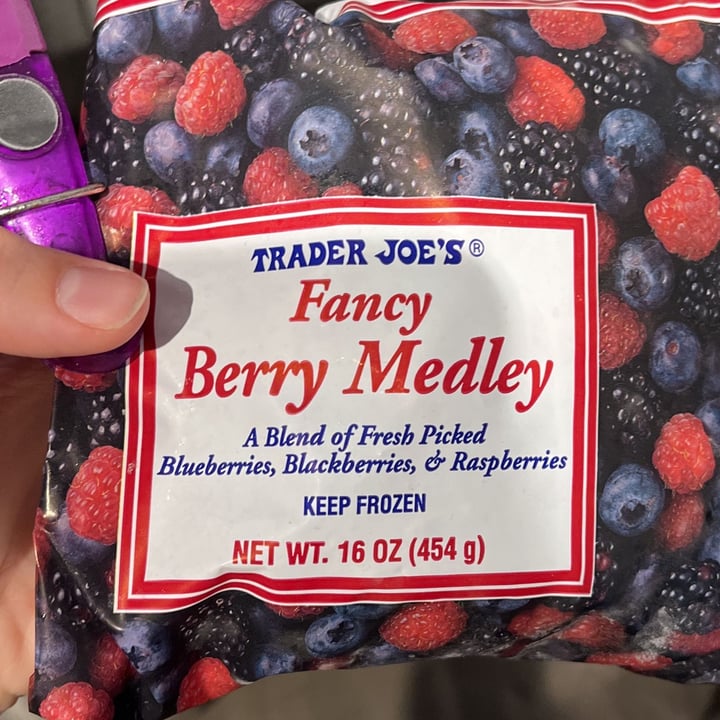 TRADER JOE'S®
Fancy
Berry Medley
A Blend of Fresh Picked
Blueberries, Blackberries, & Raspberries
KEEP FROZEN
NET WT. 16 OZ (454 g)